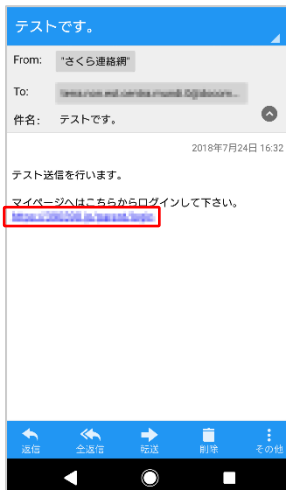 テストです。
From: "さくら連絡網"
To:
件名: テストです。
2018年7月24日 16:32
テスト送信を行います。
マイページへはこちらからログインして下さい。
返信 全返信 転送 削除 その他